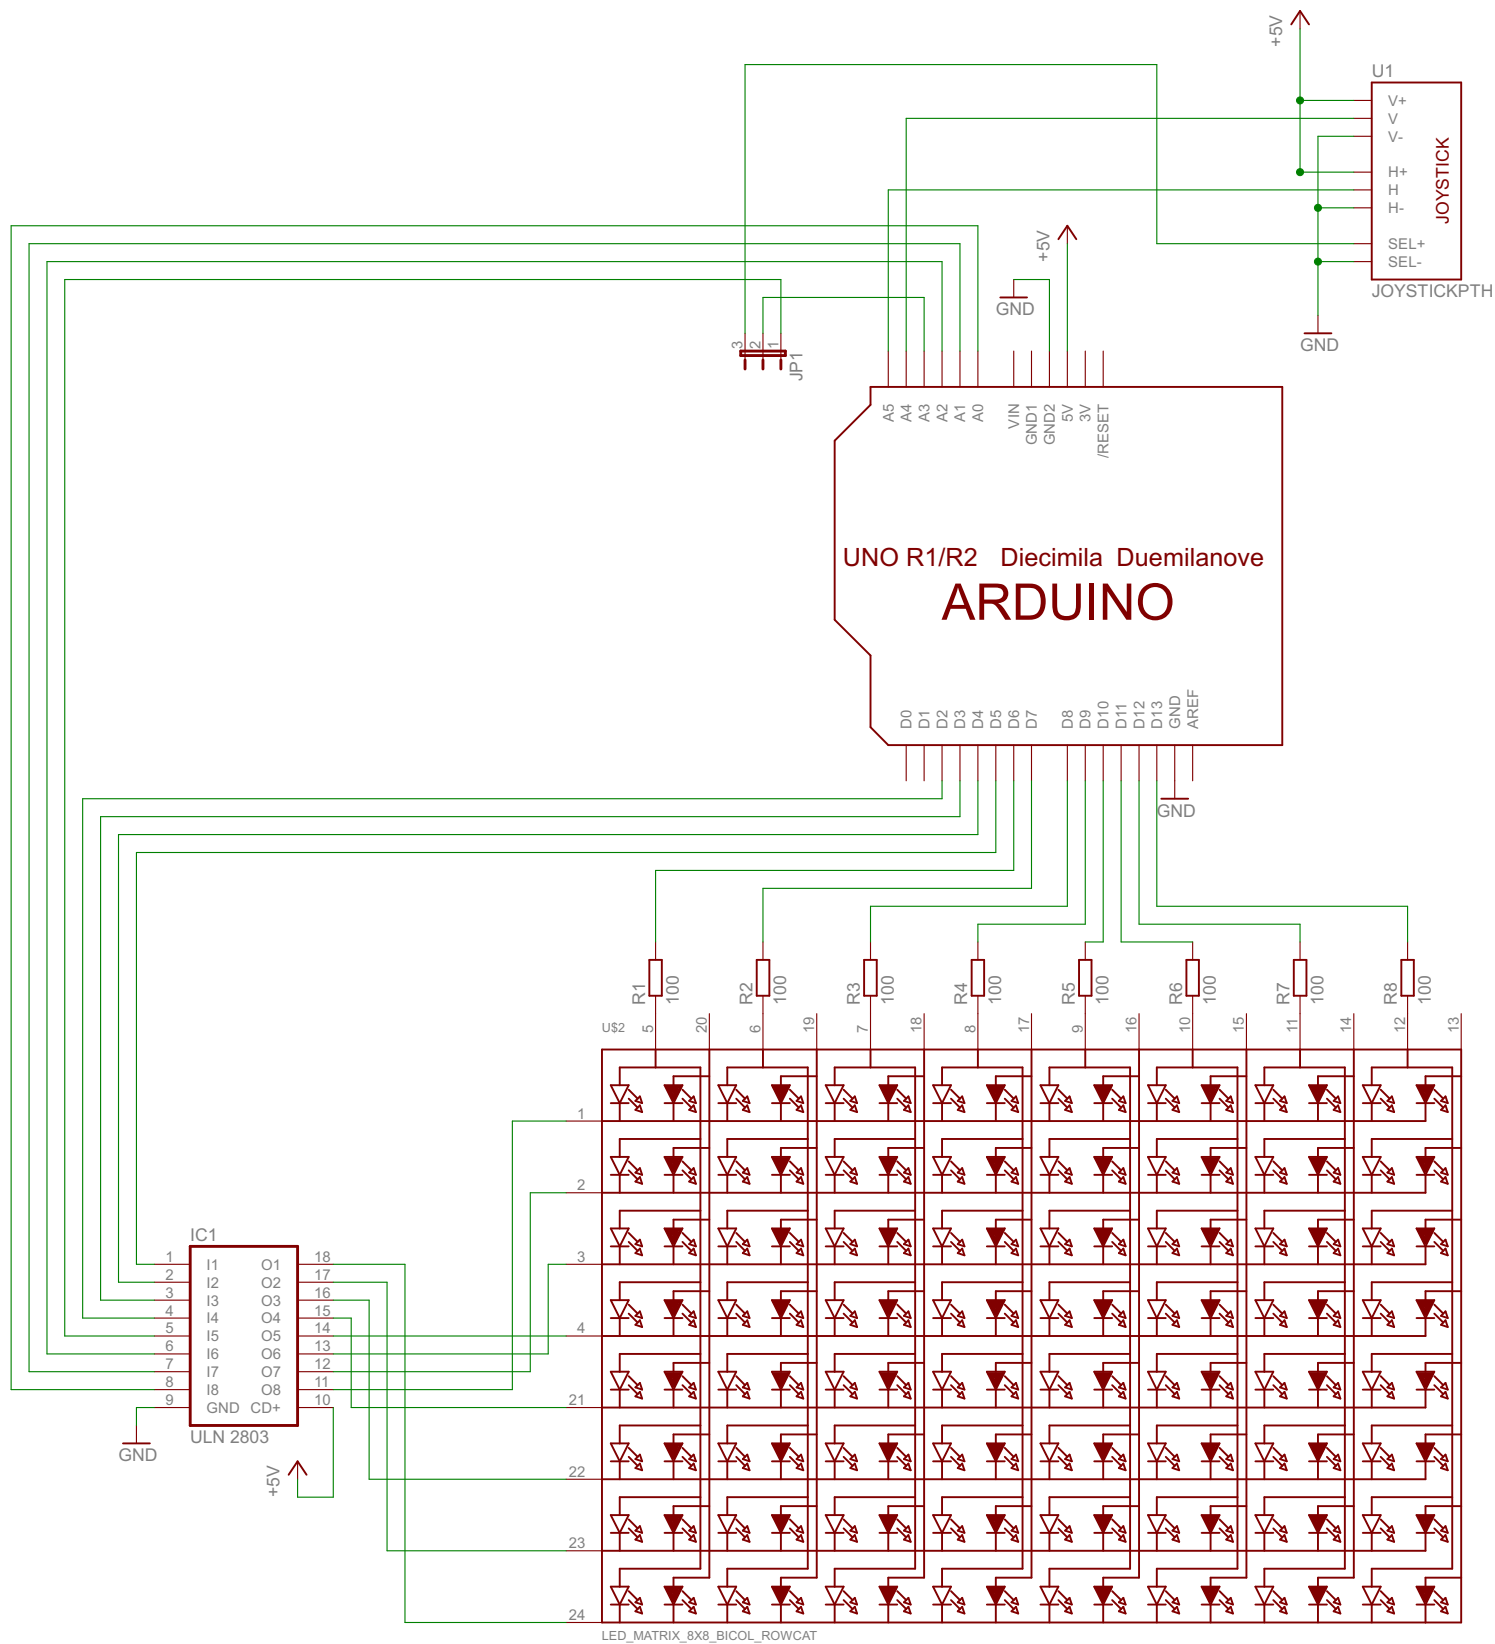 +5V
U1
V+
V
V-
H+
H
H-
SEL+
SEL-
JOYSTICK
JOYSTICKPTH
GND
+5V
GND
3
2
1
JP1
A5
A4
A3
A2
A1
A0
VIN
GND1
GND2
5V
3V
/RESET
UNO R1/R2 Diecimila Duemilanove
ARDUINO
D0
D1
D2
D3
D4
D5
D6
D7
D8
D9
D10
D11
D12
D13
GND
AREF
GND
R1
100
R2
100
R3
100
R4
100
R5
100
R6
100
R7
100
R8
100
U$2
5
20
6
19
7
18
8
17
9
16
10
15
11
14
12
13
1
2
3
4
21
22
23
24
LED_MATRIX_8X8_BICOL_ROWCAT
IC1
1 I1 O1 18
2 I2 O2 17
3 I3 O3 16
4 I4 O4 15
5 I5 O5 14
6 I6 O6 13
7 I7 O7 12
8 I8 O8 11
9 GND CD+ 10
ULN 2803
GND
+5V